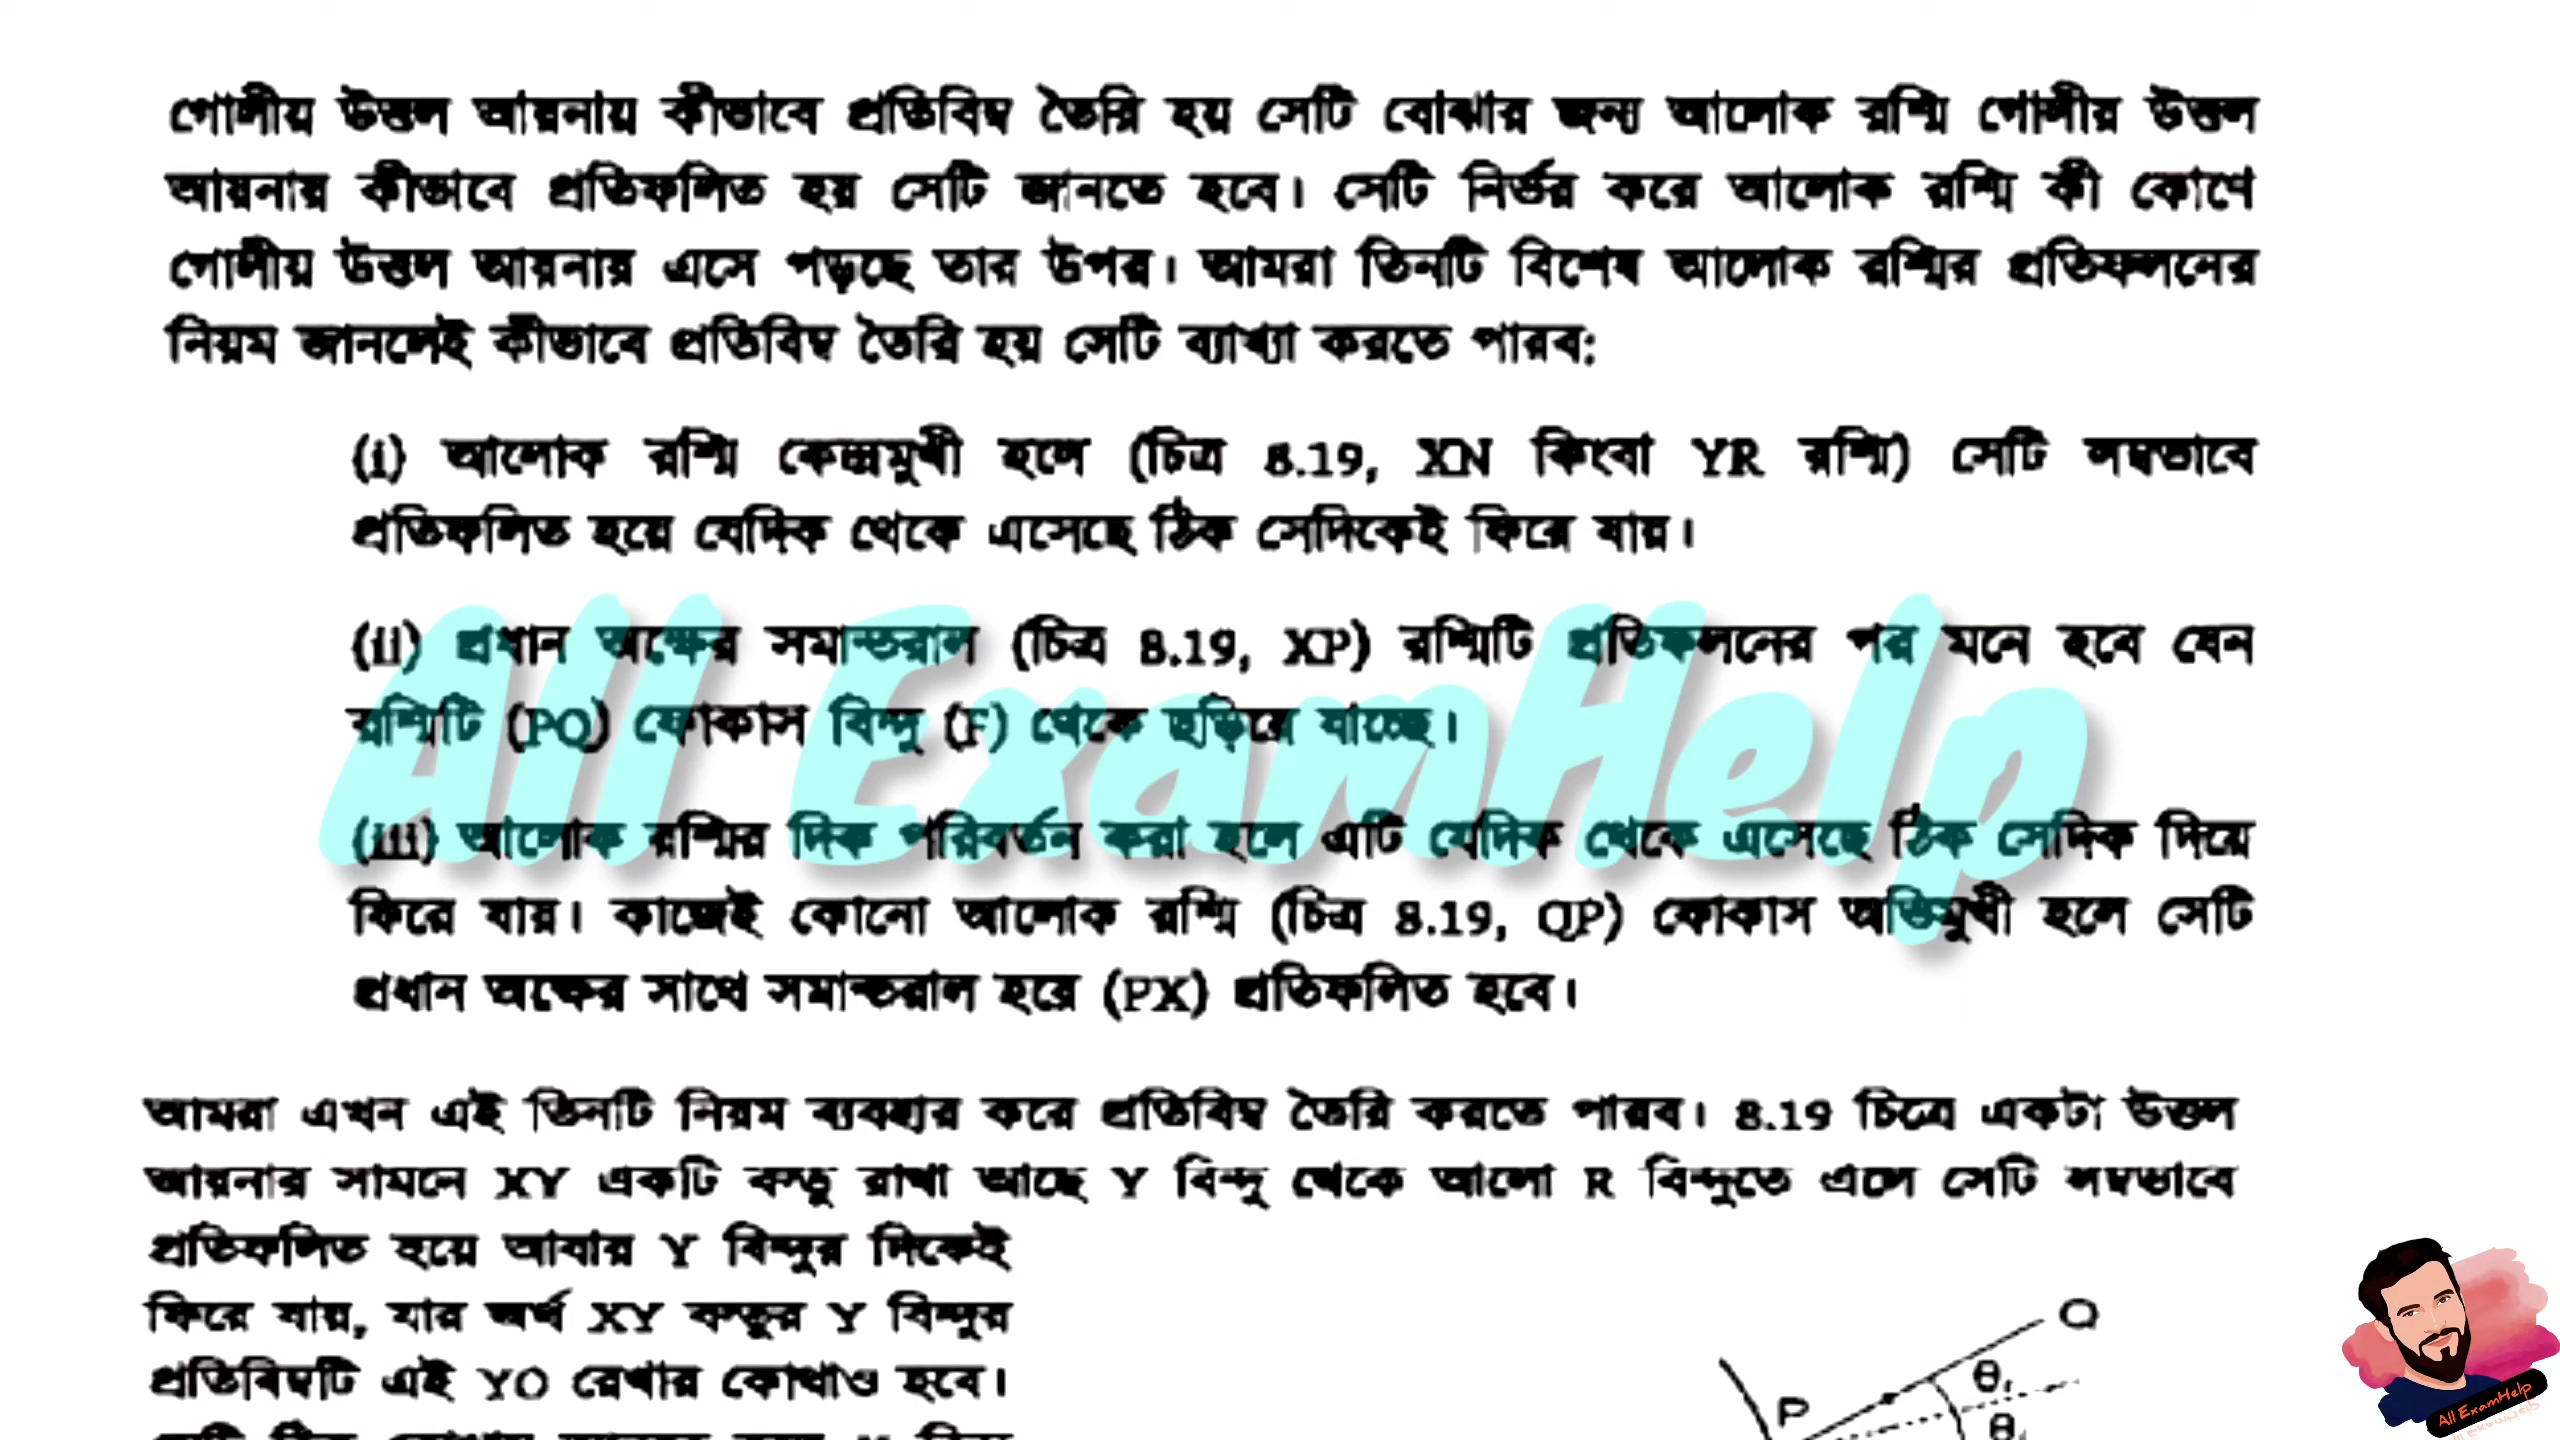 গোলীয় উত্তল আয়নায় কীভাবে প্রতিবিম্ব তৈরি হয় সেটি বোঝার জন্য আলোক রশ্মি গোলীয় উত্তল
আয়নায় কীভাবে প্রতিফলিত হয় সেটি জানতে হবে। সেটি নির্ভর করে আলোক রশ্মি কী কোণে
গোলীয় উত্তল আয়নায় এসে পড়ছে তার উপর। আমরা তিনটি বিশেষ আলোক রশ্মির প্রতিফলনের
নিয়ম জানলেই কীভাবে প্রতিবিম্ব তৈরি হয় সেটি ব্যাখ্যা করতে পারব:
(i) আলোক রশ্মি কেন্দ্রমুখী হলে (চিত্র 8.19, XN কিংবা YR রশ্মি) সেটি লম্বভাবে
প্রতিফলিত হয়ে যেদিক থেকে এসেছে ঠিক সেদিকেই ফিরে যায়।
(ii) প্রধান অক্ষের সমান্তরাল (চিত্র 8.19, XP) রশ্মিটি প্রতিফলনের পর মনে হবে যেন
রশ্মিটি (PQ) ফোকাস বিন্দু (F) থেকে ছড়িয়ে যাচ্ছে।
(iii) আলোক রশ্মির দিক পরিবর্তন করা হলে এটি যেদিক থেকে এসেছে ঠিক সেদিক দিয়ে
ফিরে যায়। কাজেই কোনো আলোক রশ্মি (চিত্র 8.19, QP) ফোকাস অভিমুখী হলে সেটি
প্রধান অক্ষের সাথে সমান্তরাল হয়ে (PX) প্রতিফলিত হবে।
All ExamHelp
আমরা এখন এই তিনটি নিয়ম ব্যবহার করে প্রতিবিম্ব তৈরি করতে পারব। 8.19 চিত্রে একটা উত্তল
আয়নার সামনে XY একটি বস্তু রাখা আছে Y বিন্দু থেকে আলো R বিন্দুতে এলে সেটি লম্বভাবে
প্রতিফলিত হয়ে আবার Y বিন্দুর দিকেই
ফিরে যায়, যার অর্থ XY বস্তুর Y বিন্দুর
প্রতিবিম্বটি এই YO রেখার কোথাও হবে।
Q
θ
P
θ
All ExamHelp